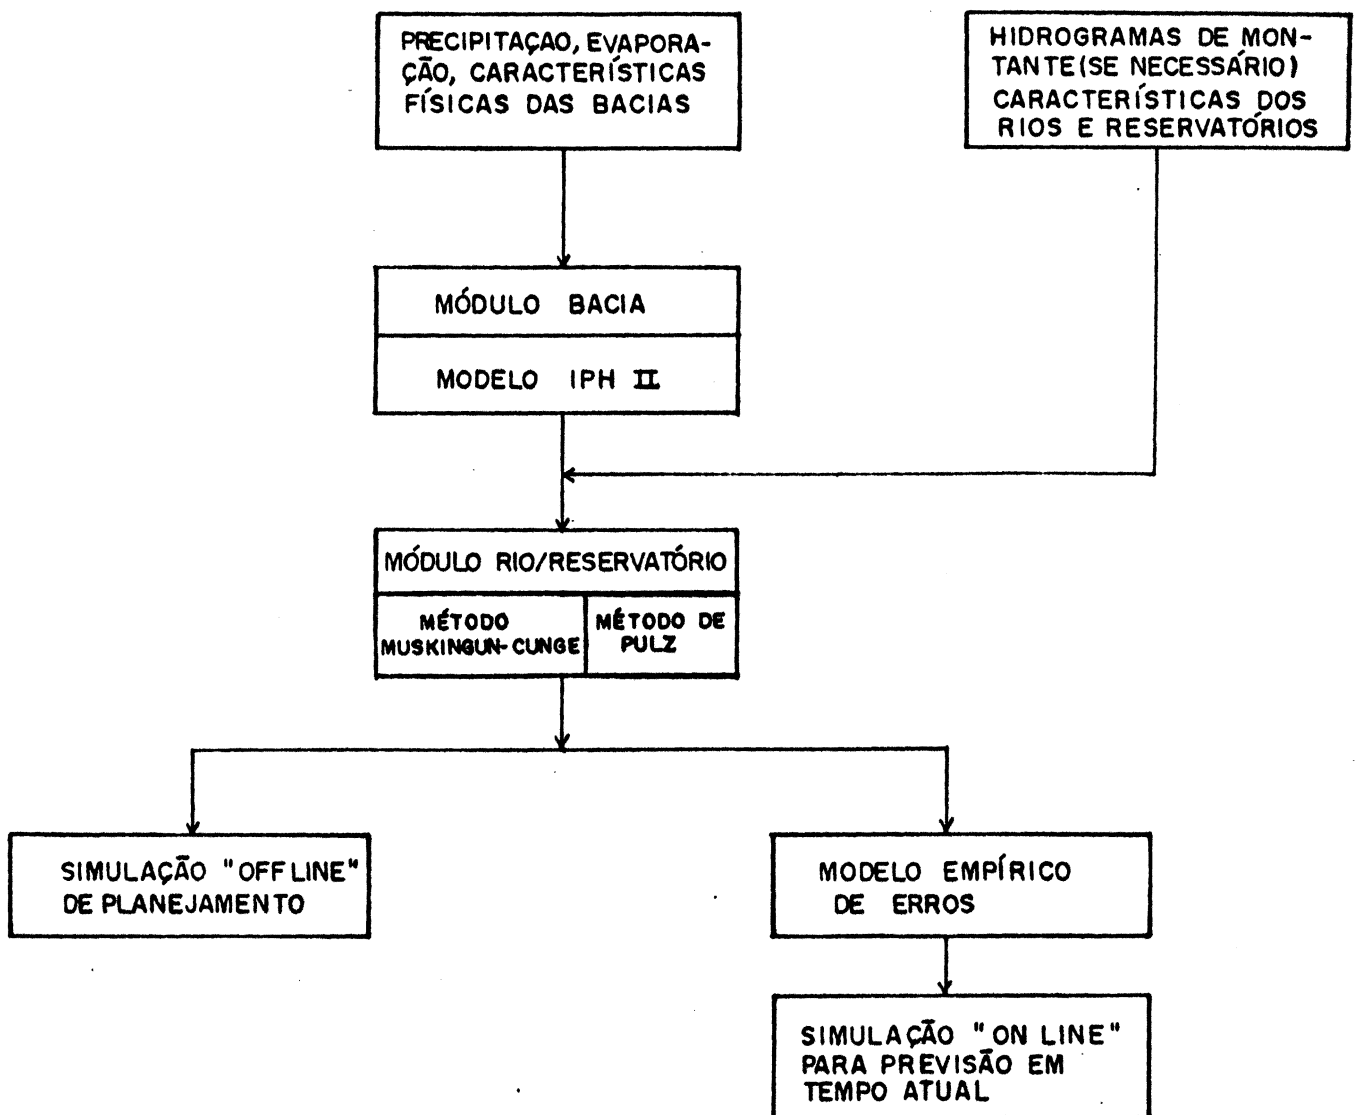 PRECIPITAÇAO, EVAPORA-
ÇÃO, CARACTERÍSTICAS
FÍSICAS DAS BACIAS
HIDROGRAMAS DE MON-
TANTE(SE NECESSÁRIO)
CARACTERÍSTICAS DOS
RIOS E RESERVATÓRIOS
MÓDULO BACIA
MODELO IPH II
MÓDULO RIO/RESERVATÓRIO
MÉTODO
MUSKINGUN-CUNGE
MÉTODO DE
PULZ
SIMULAÇÃO "OFF LINE"
DE PLANEJAMENTO
MODELO EMPÍRICO
DE ERROS
SIMULAÇÃO "ON LINE"
PARA PREVISÃO EM
TEMPO ATUAL